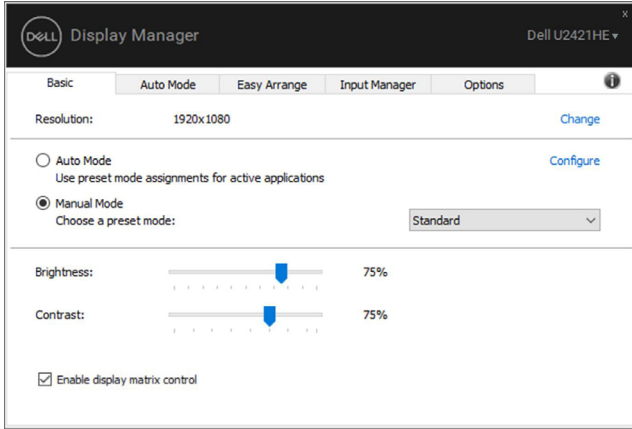 x
DELL Display Manager Dell U2421HE
Basic Auto Mode Easy Arrange Input Manager Options i
Resolution: 1920x1080 Change
Auto Mode Configure
Use preset mode assignments for active applications
Manual Mode
Choose a preset mode: Standard
Brightness: 75%
Contrast: 75%
Enable display matrix control